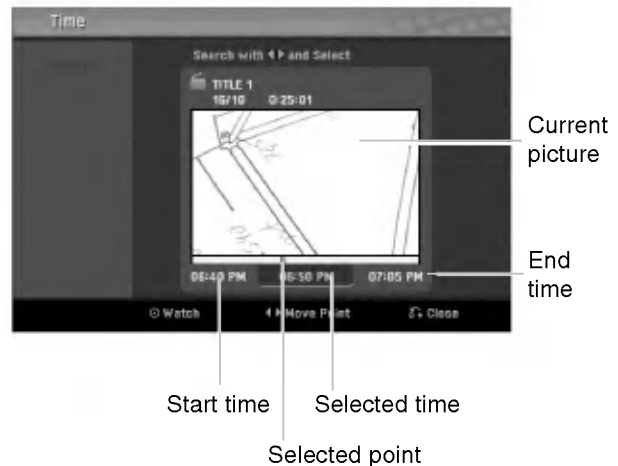 Time
Search with ◀ ▶ and Select
TITLE 1
16/10 0:25:01
Current
picture
06:40 PM 06:50 PM 07:05 PM
End
time
⊙ Watch ◀ ▶ Move Point Close
Start time Selected time
Selected point